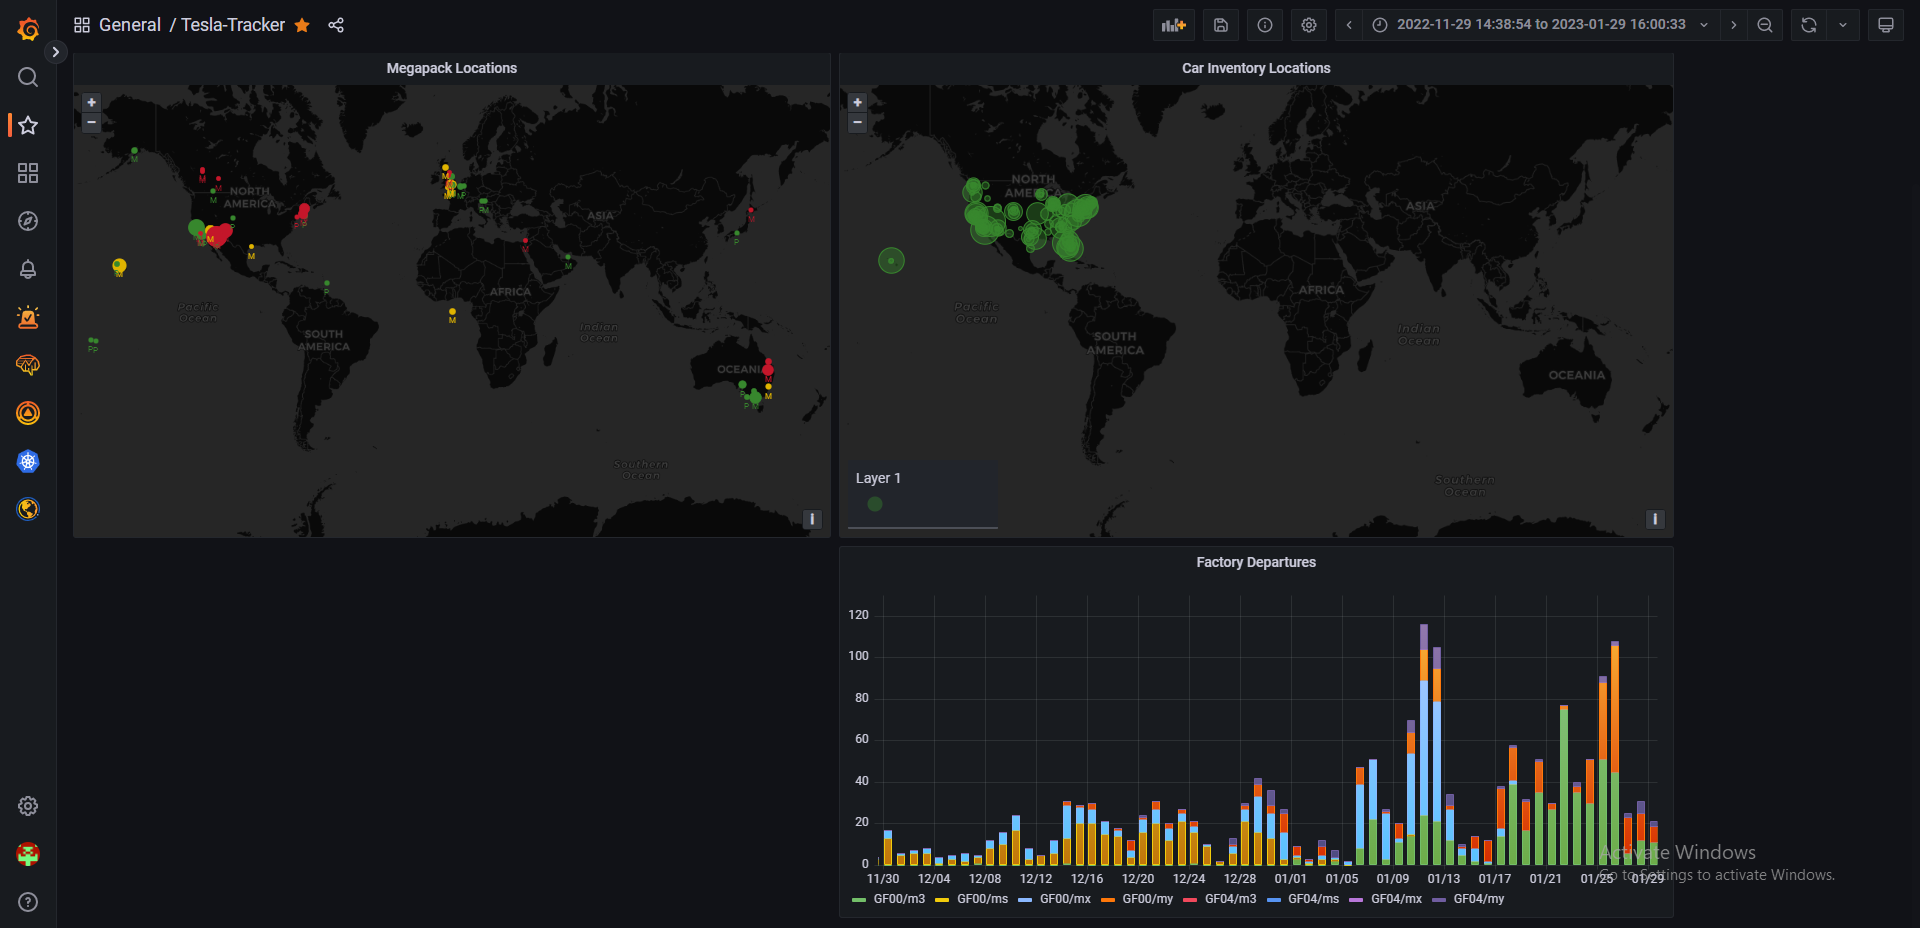 General / Tesla-Tracker
2022-11-29 14:38:54 to 2023-01-29 16:00:33
Megapack Locations
+
−
M
M
M
M
NORTH
AMERICA
M
M
M
M
P
P
P
M
M
M
M
M
P
M
P
M
M
M
P
P
M
P
P
ASIA
AFRICA
SOUTH
AMERICA
OCEANIA
Pacific
Ocean
Indian
Ocean
Southern
Ocean
M
P
M
P
M
i
Car Inventory Locations
+
−
NORTH
AMERICA
ASIA
AFRICA
SOUTH
AMERICA
OCEANIA
Pacific
Ocean
Indian
Ocean
Southern
Ocean
Layer 1
i
Factory Departures
120
100
80
60
40
20
0
11/30 12/04 12/08 12/12 12/16 12/20 12/24 12/28 01/01 01/05 01/09 01/13 01/17 01/21 01/25 01/29
GF00/m3 GF00/ms GF00/mx GF00/my GF04/m3 GF04/ms GF04/mx GF04/my
Activate Windows
Go to Settings to activate Windows.